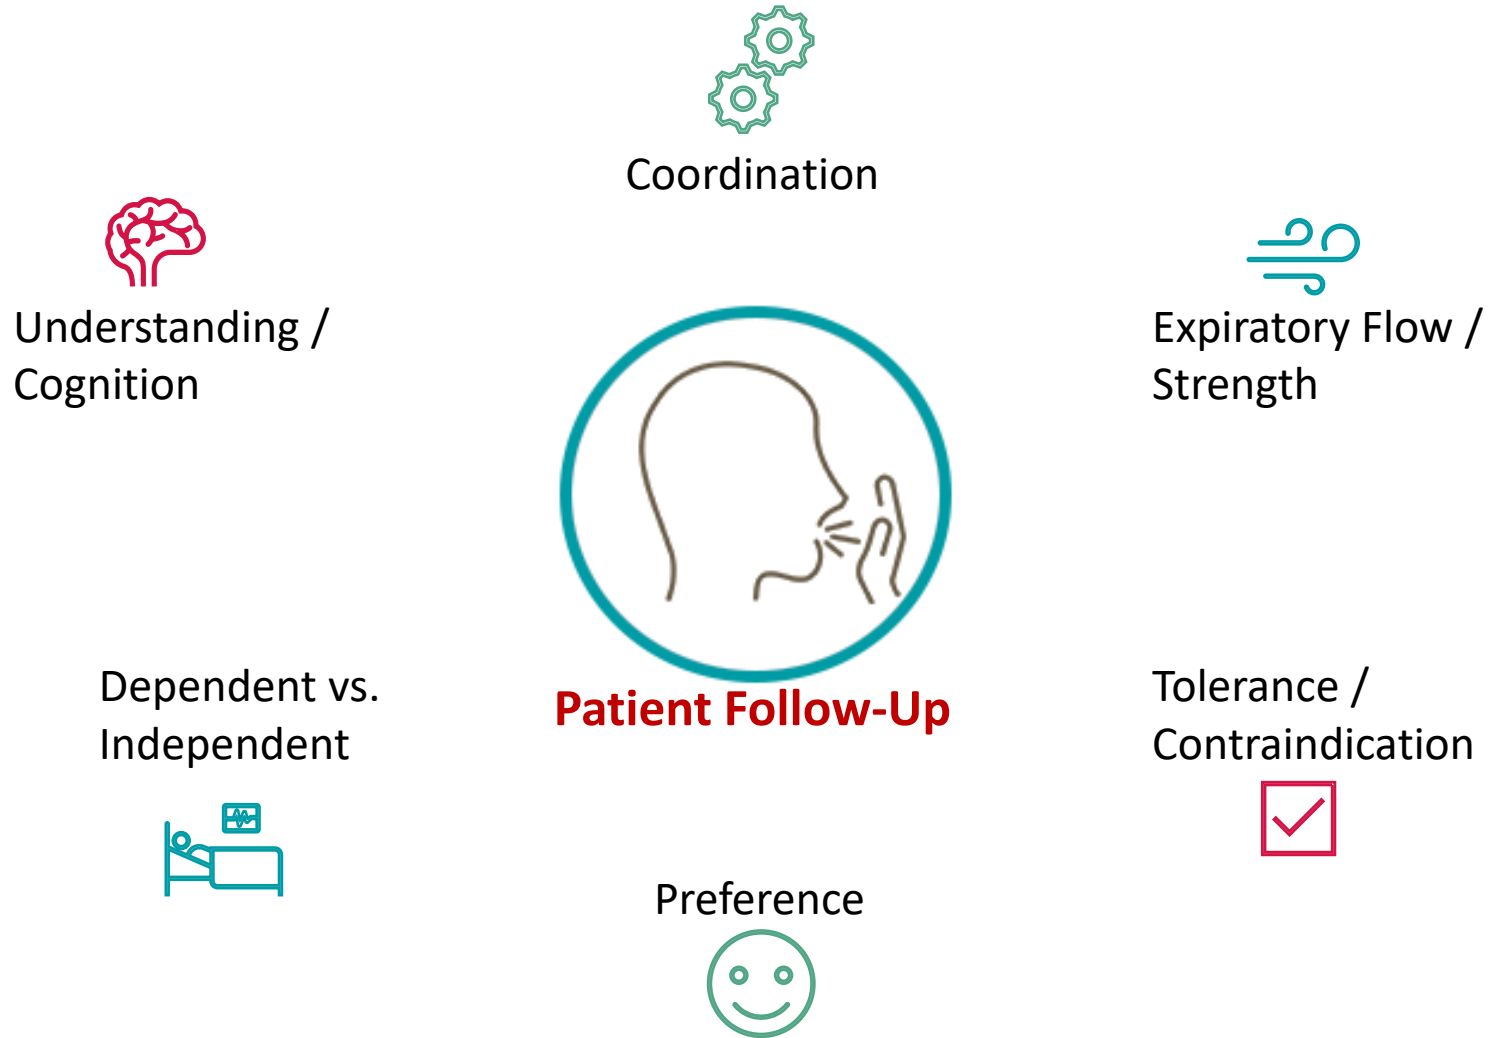 Coordination
Understanding /
Cognition
Expiratory Flow /
Strength
Patient Follow-Up
Dependent vs.
Independent
Tolerance /
Contraindication
Preference